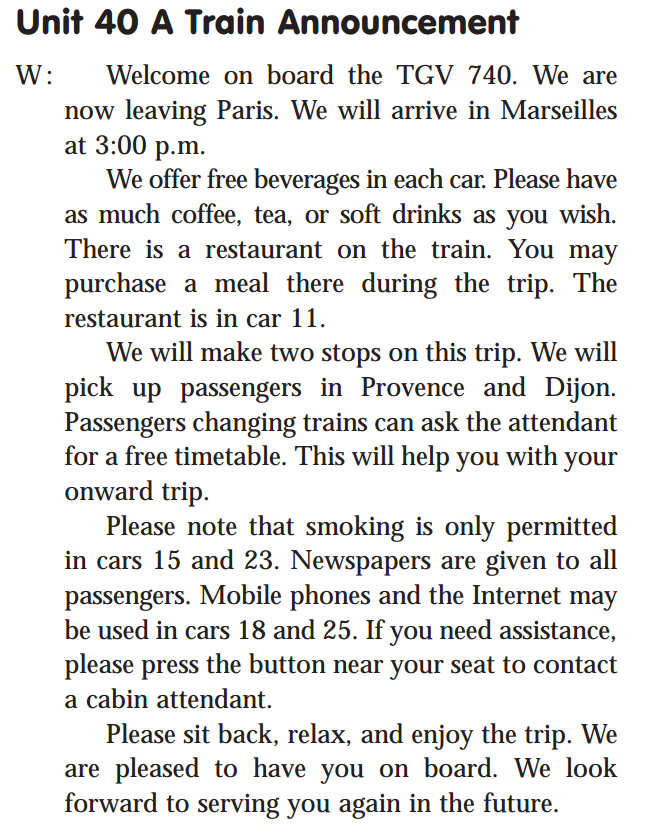 Unit 40 A Train Announcement
W: Welcome on board the TGV 740. We are
now leaving Paris. We will arrive in Marseilles
at 3:00 p.m.
We offer free beverages in each car. Please have
as much coffee, tea, or soft drinks as you wish.
There is a restaurant on the train. You may
purchase a meal there during the trip. The
restaurant is in car 11.
We will make two stops on this trip. We will
pick up passengers in Provence and Dijon.
Passengers changing trains can ask the attendant
for a free timetable. This will help you with your
onward trip.
Please note that smoking is only permitted
in cars 15 and 23. Newspapers are given to all
passengers. Mobile phones and the Internet may
be used in cars 18 and 25. If you need assistance,
please press the button near your seat to contact
a cabin attendant.
Please sit back, relax, and enjoy the trip. We
are pleased to have you on board. We look
forward to serving you again in the future.